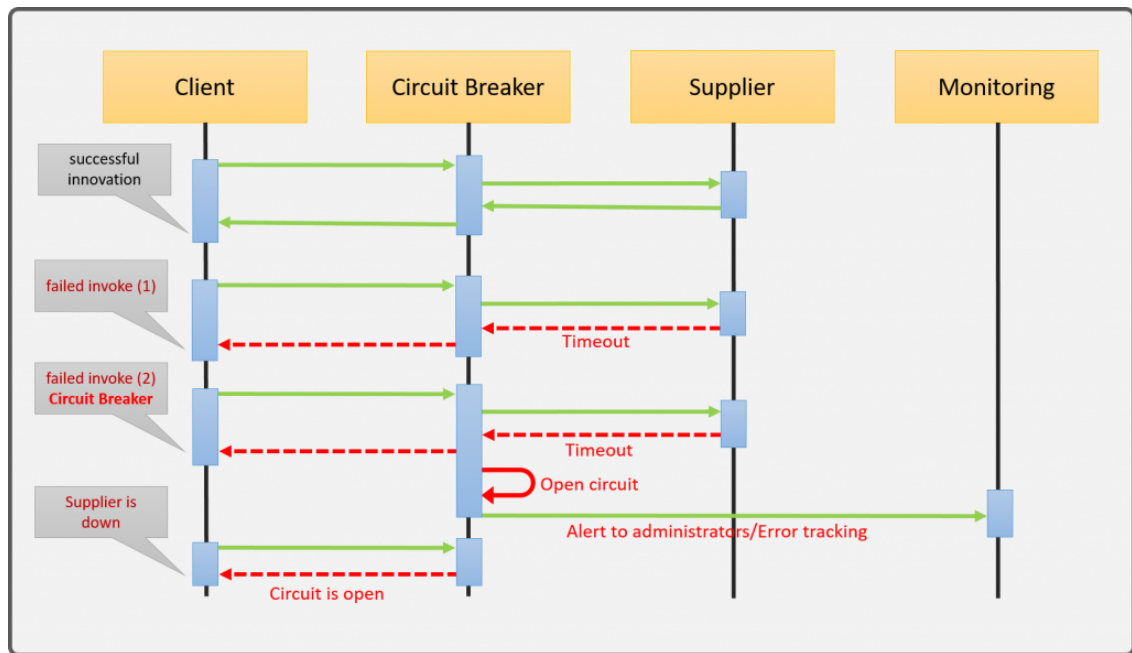 Client
Circuit Breaker
Supplier
Monitoring
successful
innovation
failed invoke (1)
Timeout
failed invoke (2)
Circuit Breaker
Timeout
Open circuit
Supplier is
down
Alert to administrators/Error tracking
Circuit is open